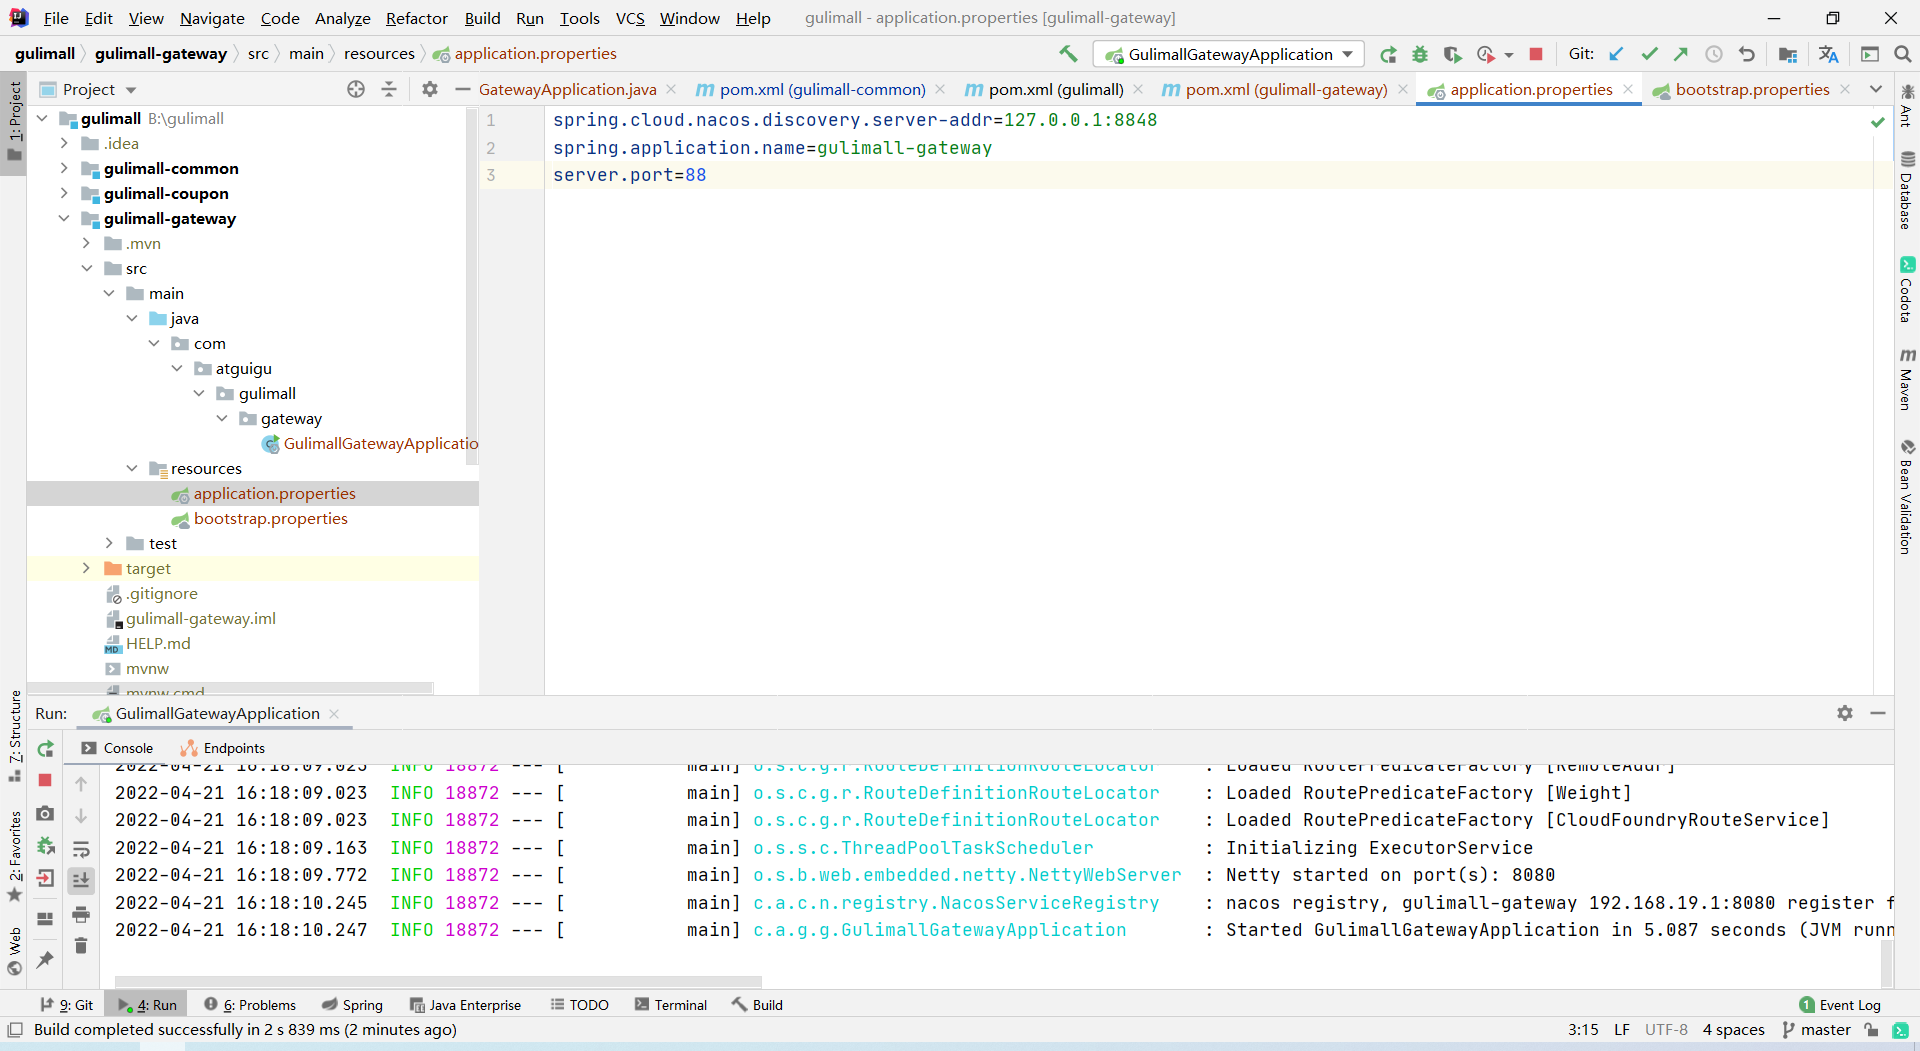 File Edit View Navigate Code Analyze Refactor Build Run Tools VCS Window Help gulimall - application.properties [gulimall-gateway]
gulimall gulimall-gateway src main resources application.properties GulimallGatewayApplication Git:
1: Project
Project
GatewayApplication.java pom.xml (gulimall-common) pom.xml (gulimall) pom.xml (gulimall-gateway) application.properties bootstrap.properties
gulimall B:\gulimall
.idea
gulimall-common
gulimall-coupon
gulimall-gateway
.mvn
src
main
java
com
atguigu
gulimall
gateway
GulimallGatewayApplicatio
resources
application.properties
bootstrap.properties
test
target
.gitignore
gulimall-gateway.iml
HELP.md
mvnw
mvnw.cmd
1 spring.cloud.nacos.discovery.server-addr=127.0.0.1:8848
2 spring.application.name=gulimall-gateway
3 server.port=88
Ant
Database
Codota
Maven
Bean Validation
7: Structure
2: Favorites
Web
Run: GulimallGatewayApplication
Console Endpoints
2022-04-21 16:18:09.023 INFO 18872 --- [ main] o.s.c.g.r.RouteDefinitionRouteLocator : Loaded RoutePredicateFactory [RemoteAddr]
2022-04-21 16:18:09.023 INFO 18872 --- [ main] o.s.c.g.r.RouteDefinitionRouteLocator : Loaded RoutePredicateFactory [Weight]
2022-04-21 16:18:09.023 INFO 18872 --- [ main] o.s.c.g.r.RouteDefinitionRouteLocator : Loaded RoutePredicateFactory [CloudFoundryRouteService]
2022-04-21 16:18:09.163 INFO 18872 --- [ main] o.s.s.c.ThreadPoolTaskScheduler : Initializing ExecutorService
2022-04-21 16:18:09.772 INFO 18872 --- [ main] o.s.b.web.embedded.netty.NettyWebServer : Netty started on port(s): 8080
2022-04-21 16:18:10.245 INFO 18872 --- [ main] c.a.c.n.registry.NacosServiceRegistry : nacos registry, gulimall-gateway 192.168.19.1:8080 register f
2022-04-21 16:18:10.247 INFO 18872 --- [ main] c.a.g.g.GulimallGatewayApplication : Started GulimallGatewayApplication in 5.087 seconds (JVM runn
9: Git 4: Run 6: Problems Spring Java Enterprise TODO Terminal Build 1 Event Log
Build completed successfully in 2 s 839 ms (2 minutes ago) 3:15 LF UTF-8 4 spaces master